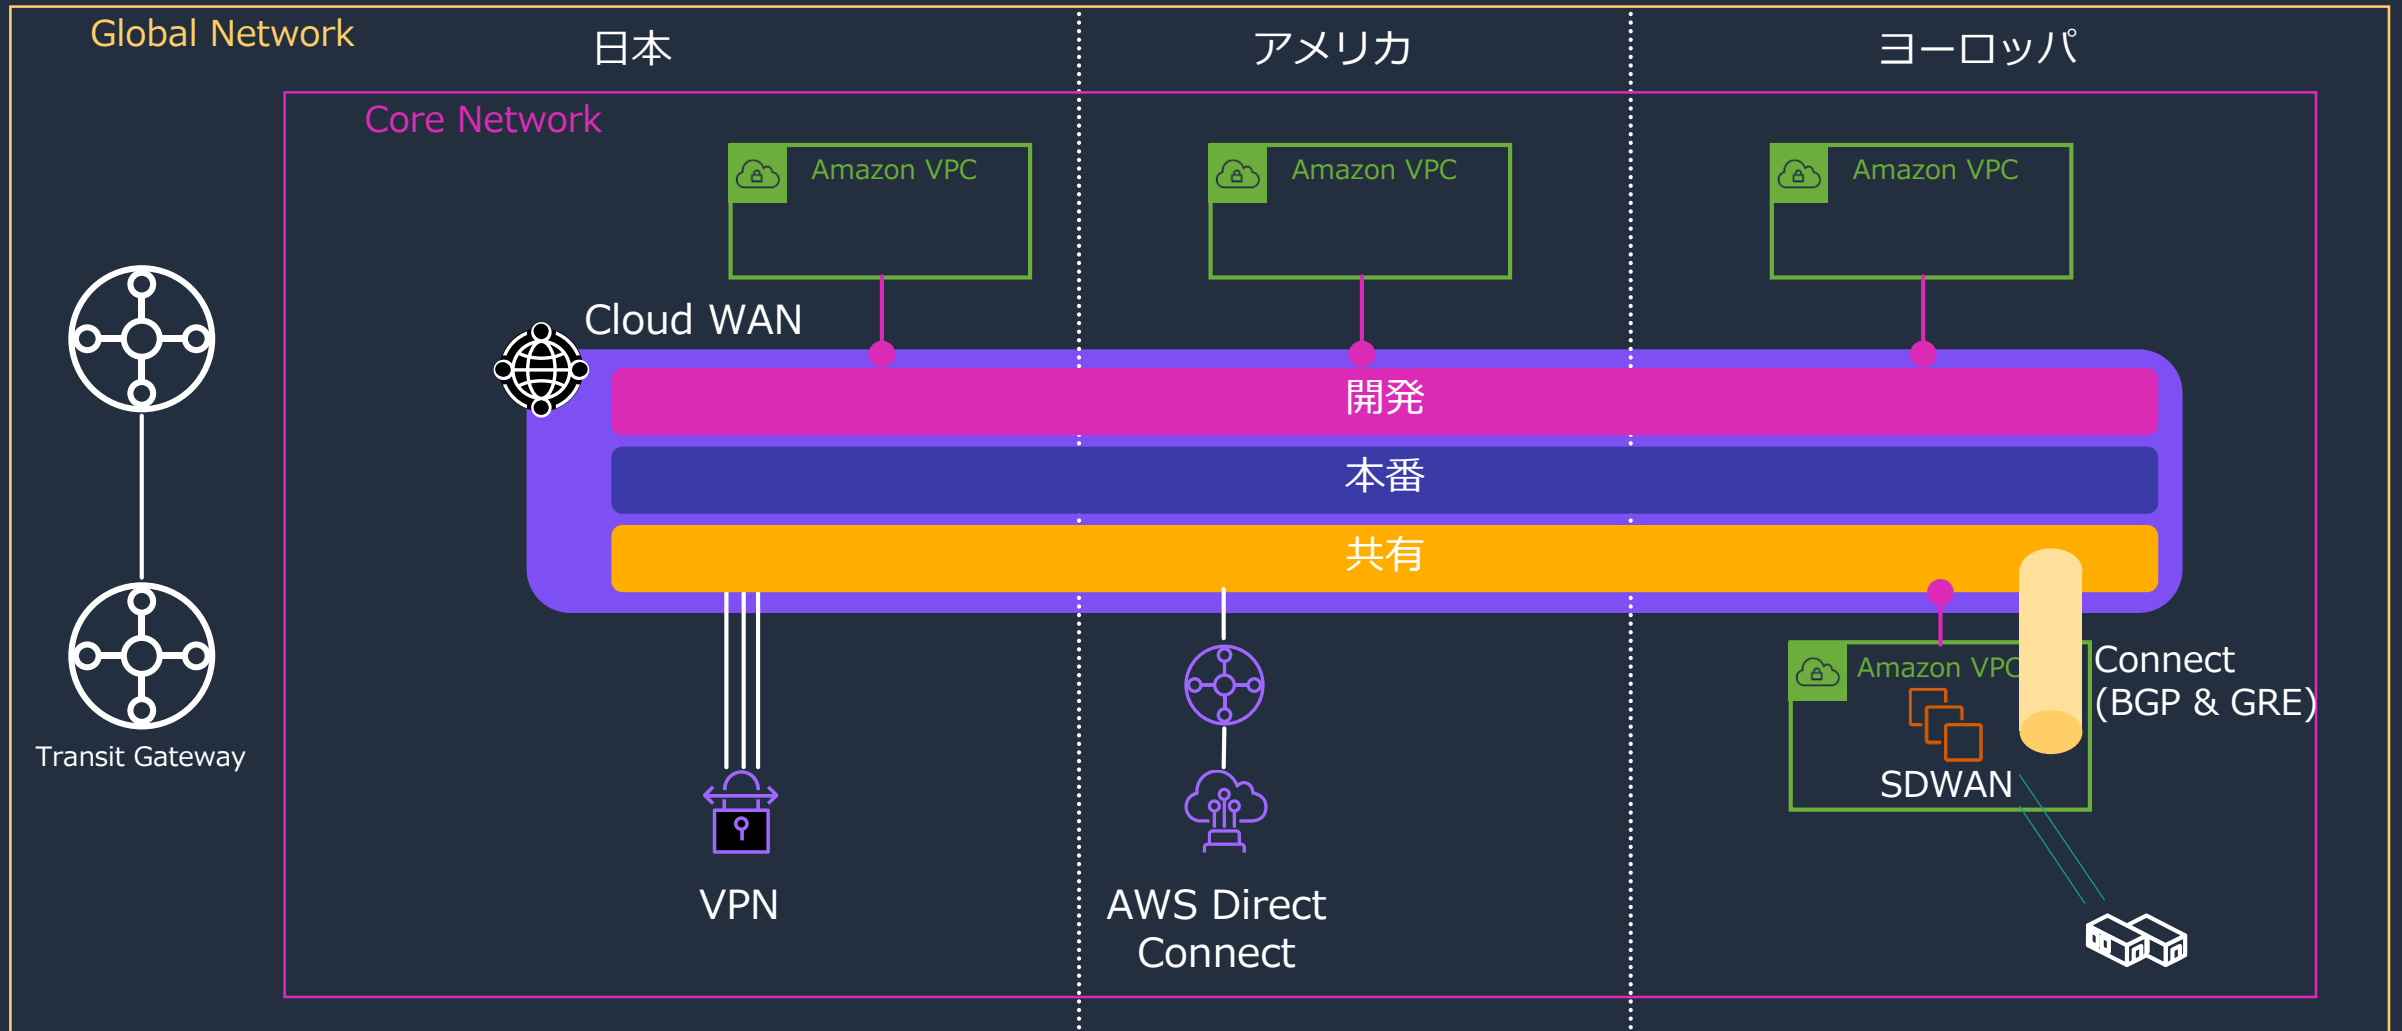 Global Network
日本
アメリカ
ヨーロッパ
Core Network
Amazon VPC
Amazon VPC
Amazon VPC
Cloud WAN
開発
本番
共有
Transit Gateway
Amazon VPC
Connect
(BGP & GRE)
SDWAN
VPN
AWS Direct
Connect